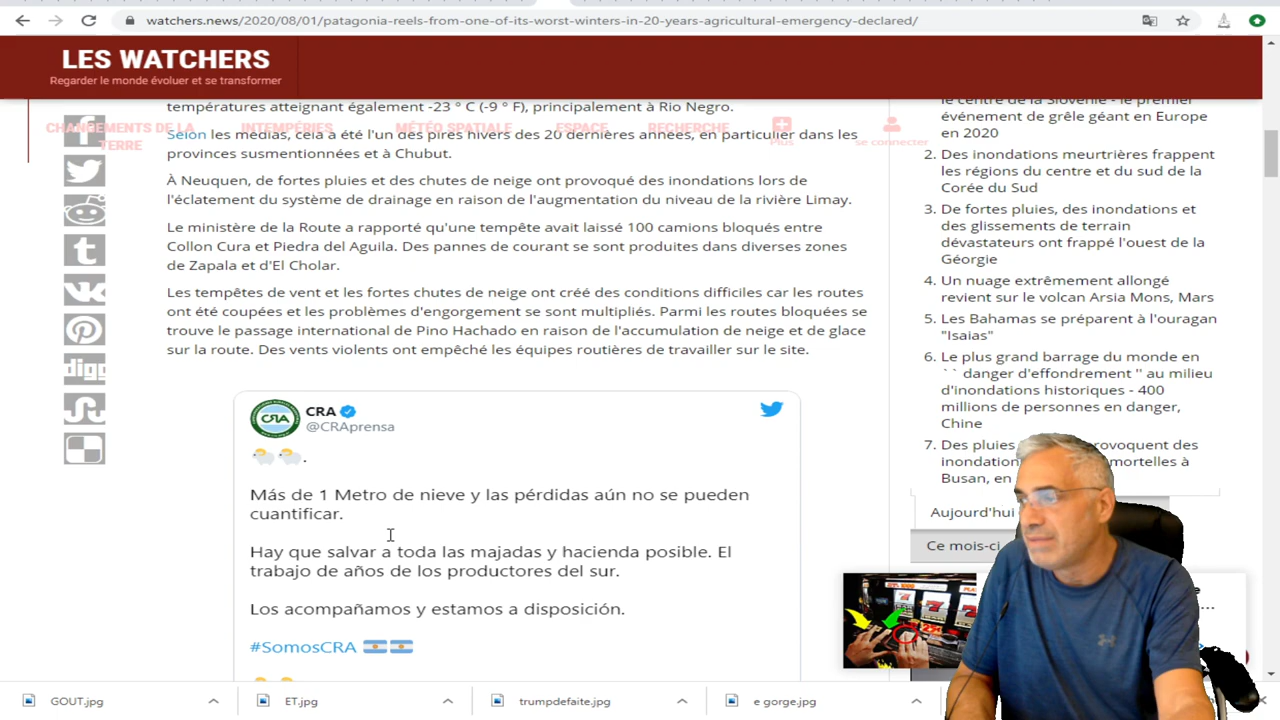 watchers.news/2020/08/01/patagonia-reels-from-one-of-its-worst-winters-in-20-years-agricultural-emergency-declared/
LES WATCHERS
Regarder le monde évoluer et se transformer
CHANGEMENTS DE LA TERRE
INTEMPÉRIES
MÉTÉO SPATIALE
ESPACE
RECHERCHE
Plus
se connecter
températures atteignant également -23 ° C (-9 ° F), principalement à Rio Negro.
Selon les médias, cela a été l'un des pires hivers des 20 dernières années, en particulier dans les
provinces susmentionnées et à Chubut.
À Neuquen, de fortes pluies et des chutes de neige ont provoqué des inondations lors de
l'éclatement du système de drainage en raison de l'augmentation du niveau de la rivière Limay.
Le ministère de la Route a rapporté qu'une tempête avait laissé 100 camions bloqués entre
Collon Cura et Piedra del Aguila. Des pannes de courant se sont produites dans diverses zones
de Zapala et d'El Cholar.
Les tempêtes de vent et les fortes chutes de neige ont créé des conditions difficiles car les routes
ont été coupées et les problèmes d'engorgement se sont multipliés. Parmi les routes bloquées se
trouve le passage international de Pino Hachado en raison de l'accumulation de neige et de glace
sur la route. Des vents violents ont empêché les équipes routières de travailler sur le site.
digg
CRA
CRA
@CRAprensa
.
Más de 1 Metro de nieve y las pérdidas aún no se pueden
cuantificar.
Hay que salvar a toda las majadas y hacienda posible. El
trabajo de años de los productores del sur.
Los acompañamos y estamos a disposición.
#SomosCRA
le centre de la Slovénie - le premier
événement de grêle géant en Europe
en 2020
2. Des inondations meurtrières frappent
les régions du centre et du sud de la
Corée du Sud
3. De fortes pluies, des inondations et
des glissements de terrain
dévastateurs ont frappé l'ouest de la
Géorgie
4. Un nuage extrêmement allongé
revient sur le volcan Arsia Mons, Mars
5. Les Bahamas se préparent à l'ouragan
"Isaias"
6. Le plus grand barrage du monde en
`` danger d'effondrement '' au milieu
d'inondations historiques - 400
millions de personnes en danger,
Chine
7. Des pluies provoquent des
inondation mortelles à
Busan, en
Aujourd'hui
Ce mois-ci
GOUT.jpg
ET.jpg
trumpdefaite.jpg
e gorge.jpg